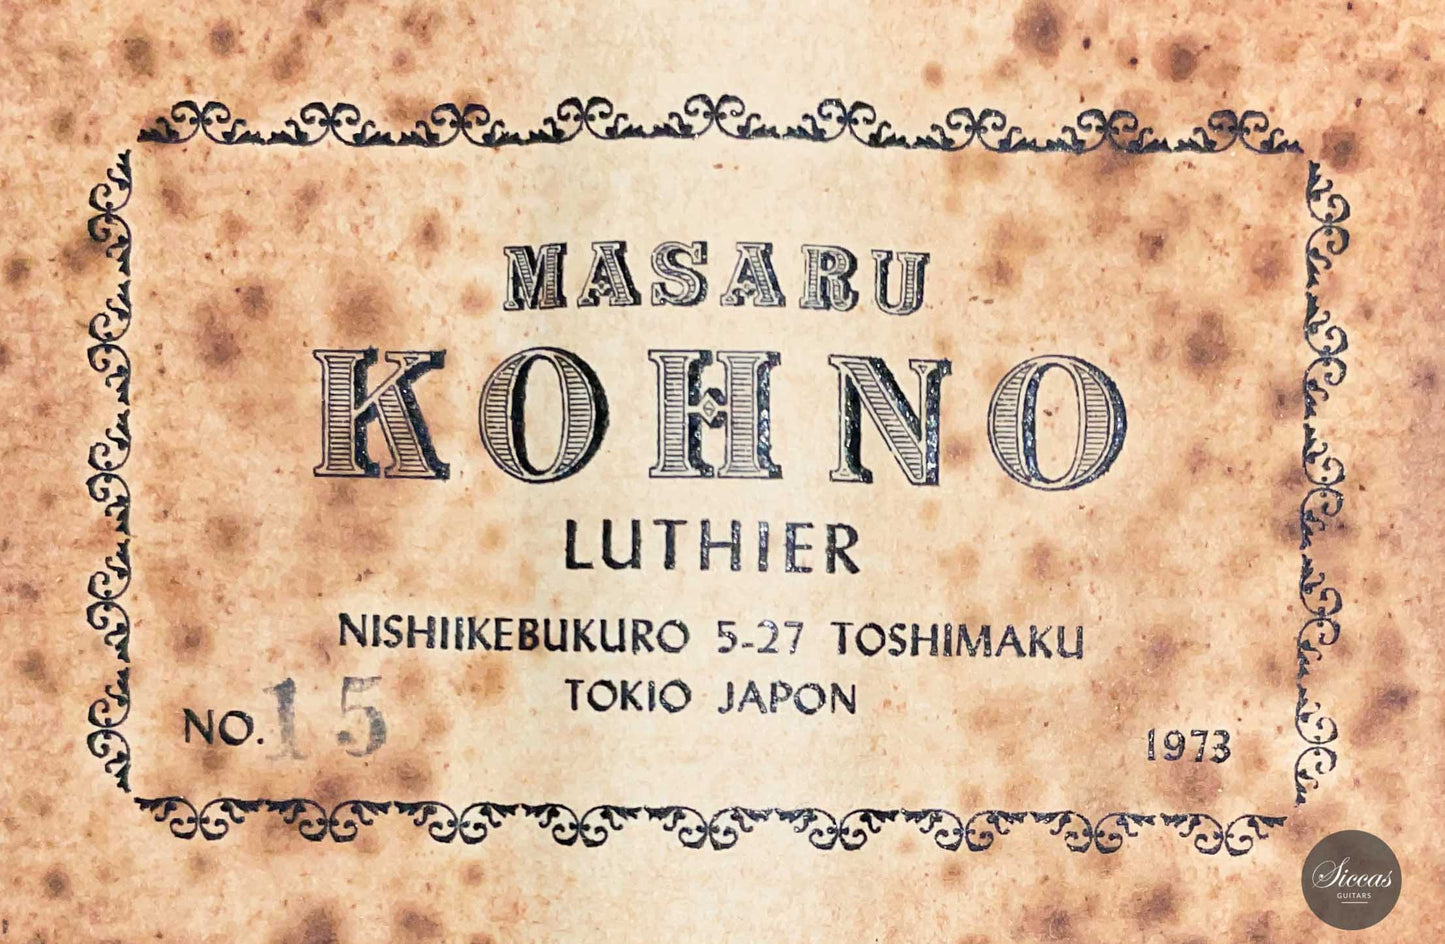 MASARU
KOHNO
LUTHIER
NISHIIKEBUKURO 5-27 TOSHIMAKU
TOKIO JAPON
NO. 15
1973
Siccas
GUITARS